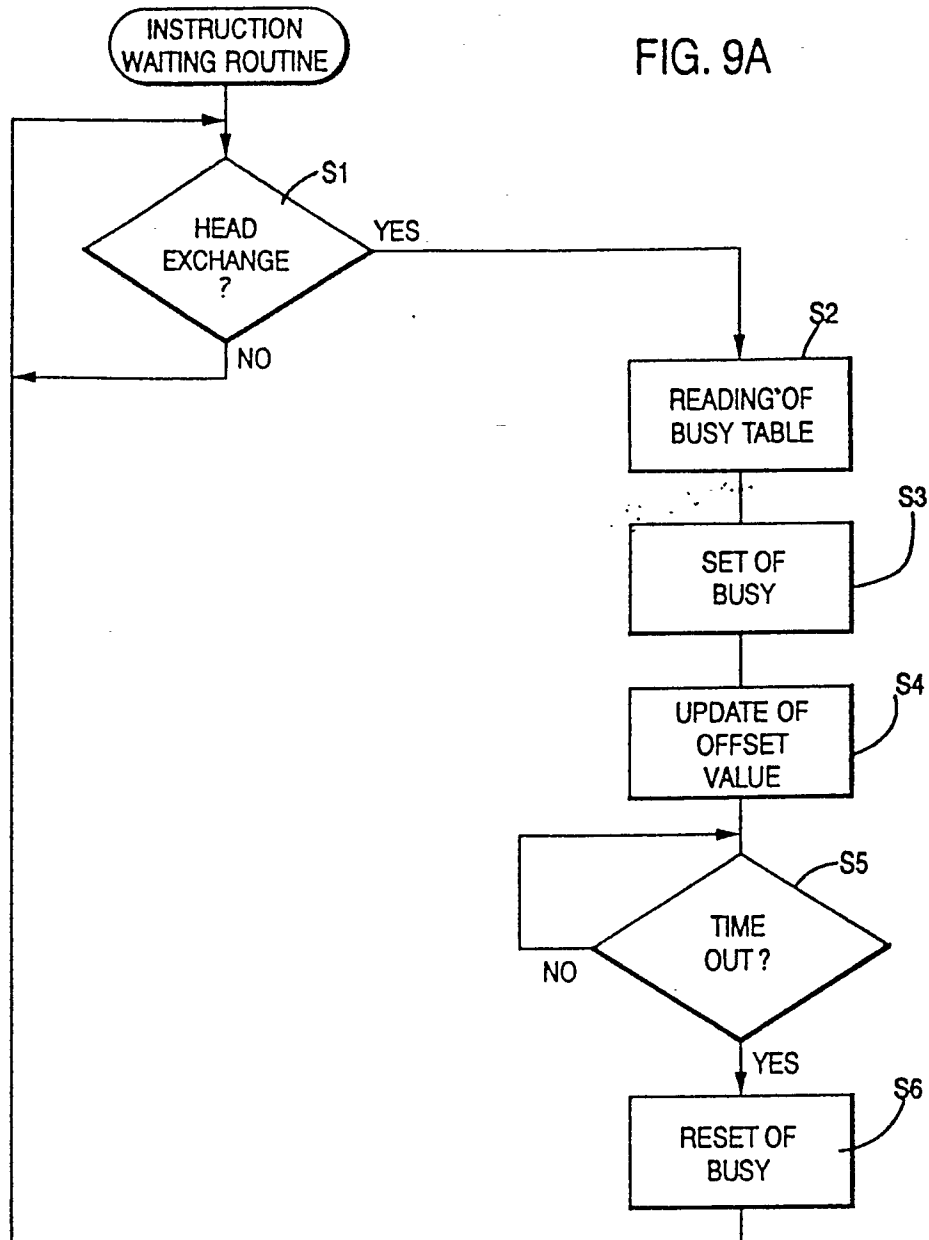 INSTRUCTION
WAITING ROUTINE
FIG. 9A
S1
HEAD
EXCHANGE
?
YES
NO
S2
READING OF
BUSY TABLE
S3
SET OF
BUSY
S4
UPDATE OF
OFFSET
VALUE
S5
TIME
OUT?
NO
YES
S6
RESET OF
BUSY